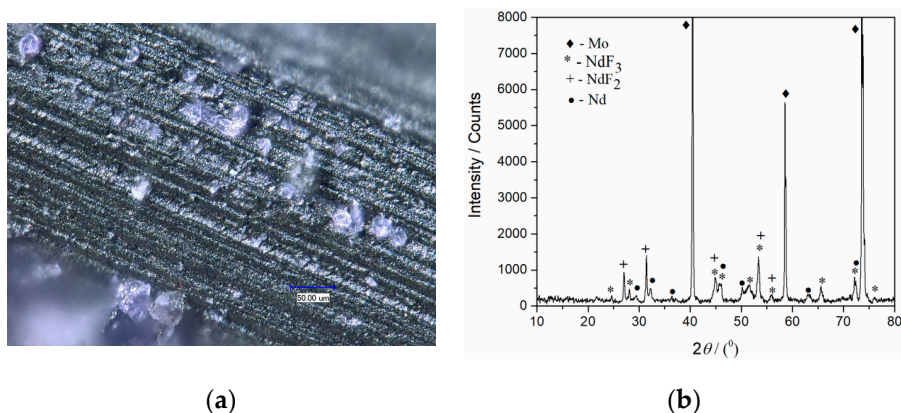 50.00 um
Intensity / Counts
8000
7000
6000
5000
4000
3000
2000
1000
0
♦ - Mo
* - NdF₃
+ - NdF₂
● - Nd
10 20 30 40 50 60 70 80
2θ / (⁰)
(a) (b)